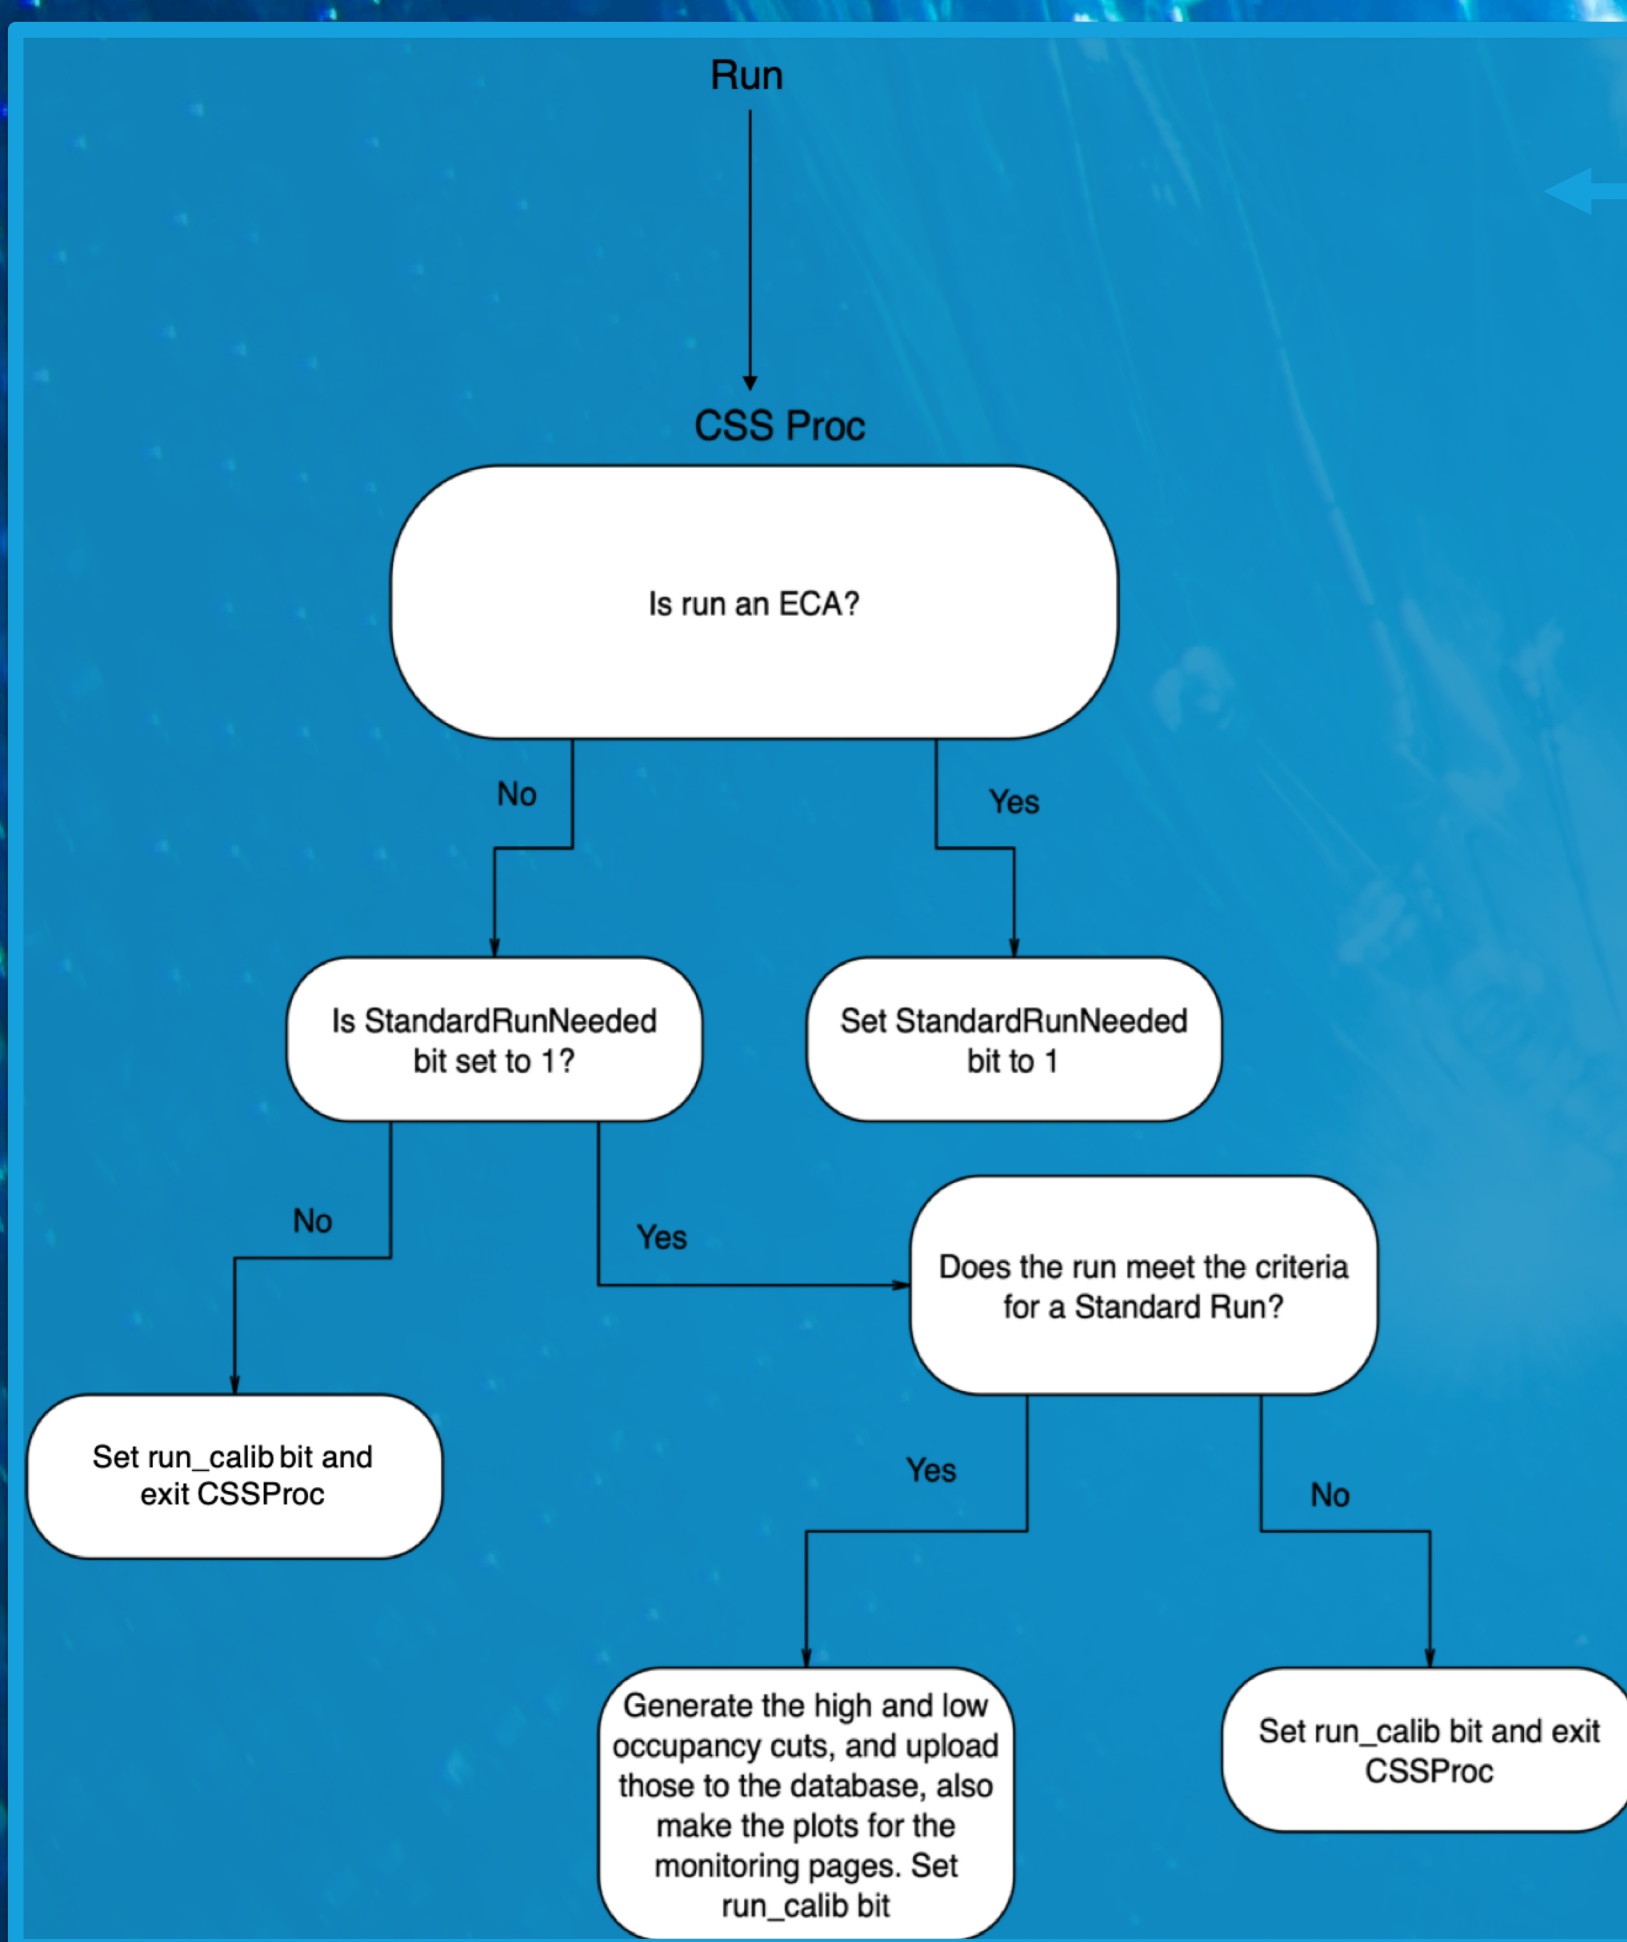 Run
CSS Proc
Is run an ECA?
No
Yes
Is StandardRunNeeded
bit set to 1?
Set StandardRunNeeded
bit to 1
No
Yes
Does the run meet the criteria
for a Standard Run?
Set run_calib bit and
exit CSSProc
Yes
No
Generate the high and low
occupancy cuts, and upload
those to the database, also
make the plots for the
monitoring pages. Set
run_calib bit
Set run_calib bit and exit
CSSProc